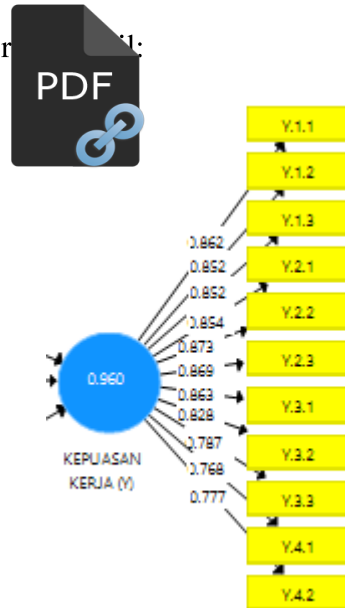 PDF
Y.1.1
Y.1.2
Y.1.3
Y.2.1
Y.2.2
Y.2.3
Y.3.1
Y.3.2
Y.3.3
Y.4.1
Y.4.2
0.862
0.852
0.852
0.854
0.873
0.869
0.863
0.828
0.787
0.768
0.777
0.960
KEPUASAN
KERJA (Y)